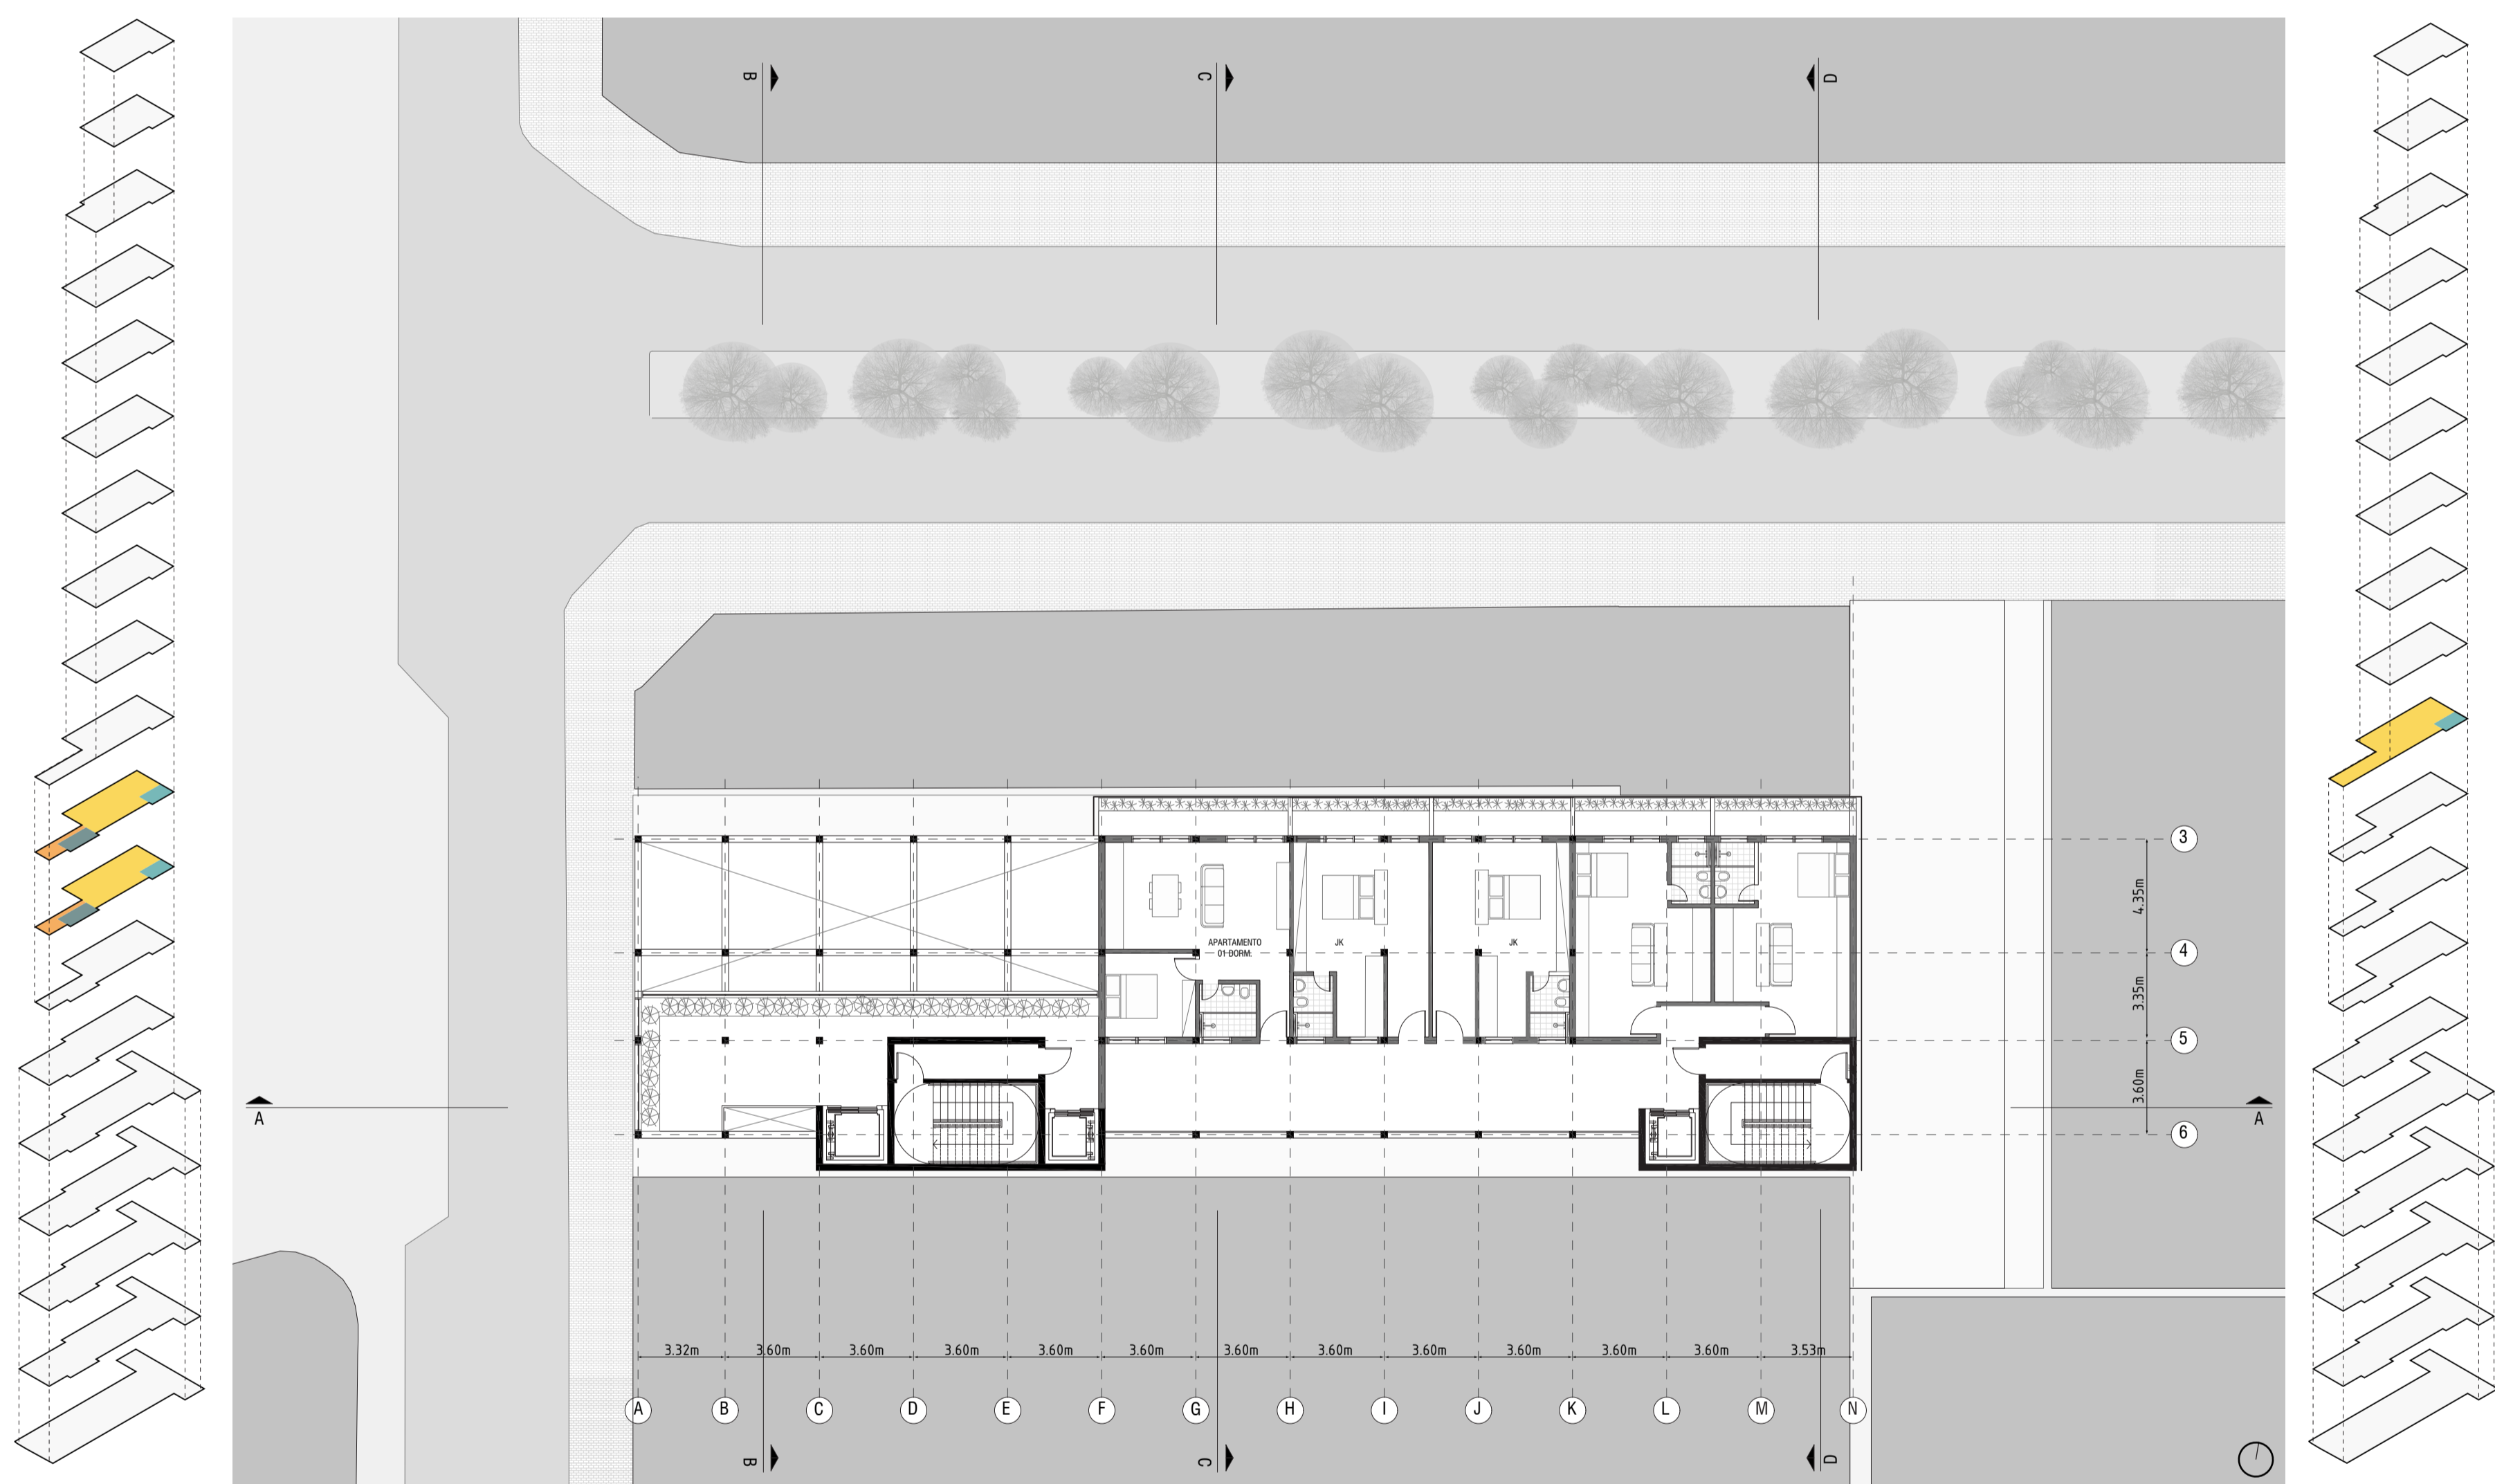 B
C
D
APARTAMENTO
01 DORM.
JK
JK
3
4.35m
4
3.35m
5
3.60m
6
A
A
3.32m 3.60m 3.60m 3.60m 3.60m 3.60m 3.60m 3.60m 3.60m 3.60m 3.60m 3.60m 3.53m
A B C D E F G H I J K L M N
B
C
D